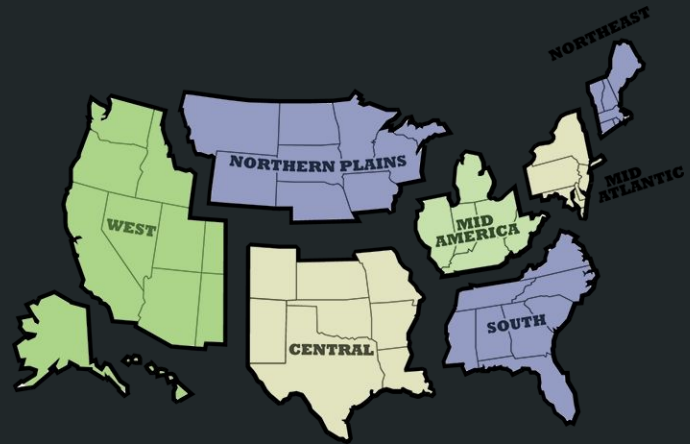 NORTHEAST
NORTHERN PLAINS
MID
ATLANTIC
WEST
MID
AMERICA
SOUTH
CENTRAL